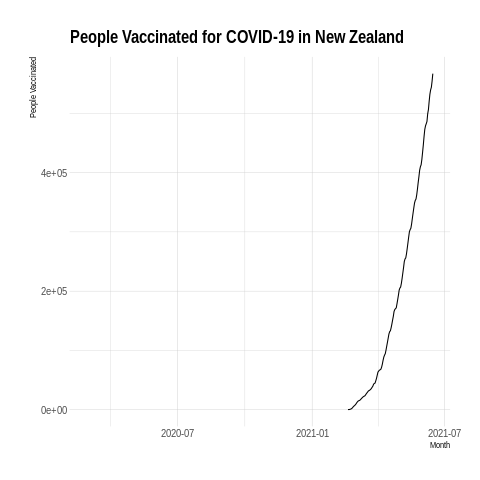 People Vaccinated for COVID-19 in New Zealand
People Vaccinated
4e+05
2e+05
0e+00
2020-07 2021-01 2021-07
Month